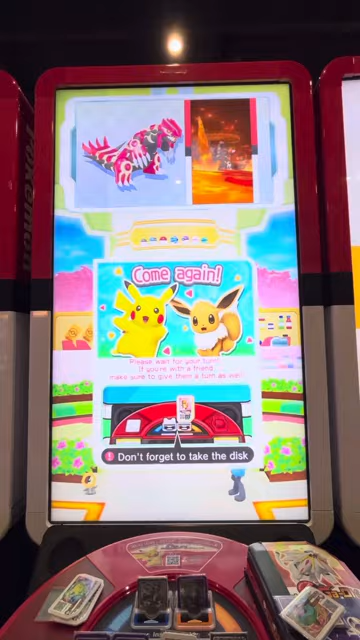 Come again!
Please wait for your turn!
If you're with a friend,
make sure to give them a turn as well!
! Don't forget to take the disk